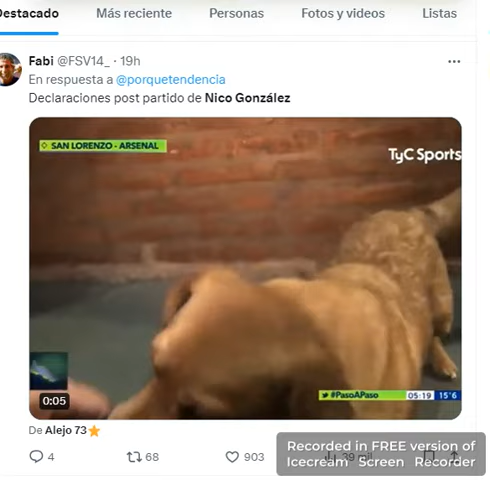 Destacado Más reciente Personas Fotos y videos Listas
Fabi @FSV14_ · 19h
En respuesta a @porquetendencia
Declaraciones post partido de Nico González
SAN LORENZO - ARSENAL
TyC Sports
#PasoAPaso 05:19 15°6
0:05
De Alejo 73⭐
4 68 903 39 mil
Recorded in FREE version of
Icecream Screen Recorder